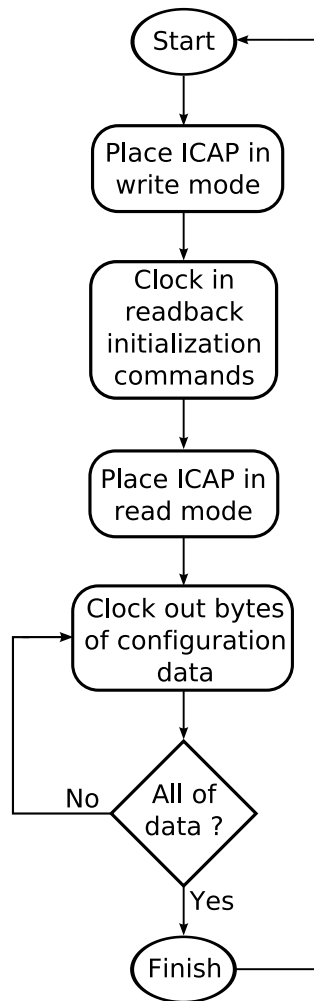 Start
Place ICAP in
write mode
Clock in
readback
initialization
commands
Place ICAP in
read mode
Clock out bytes
of configuration
data
All of
data ?
No
Yes
Finish